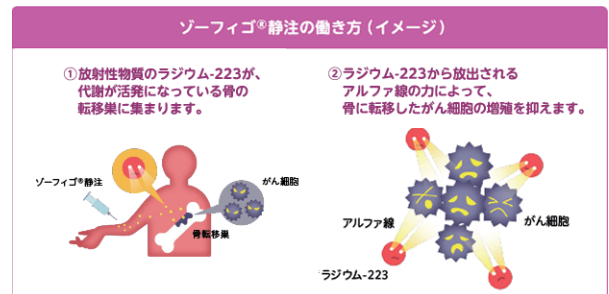 ゾーフィゴ®静注の働き方（イメージ）
①放射性物質のラジウム-223が、
代謝が活発になっている骨の
転移巣に集まります。
ゾーフィゴ®静注
がん細胞
骨転移巣
②ラジウム-223から放出される
アルファ線の力によって、
骨に転移したがん細胞の増殖を抑えます。
アルファ線
がん細胞
ラジウム-223